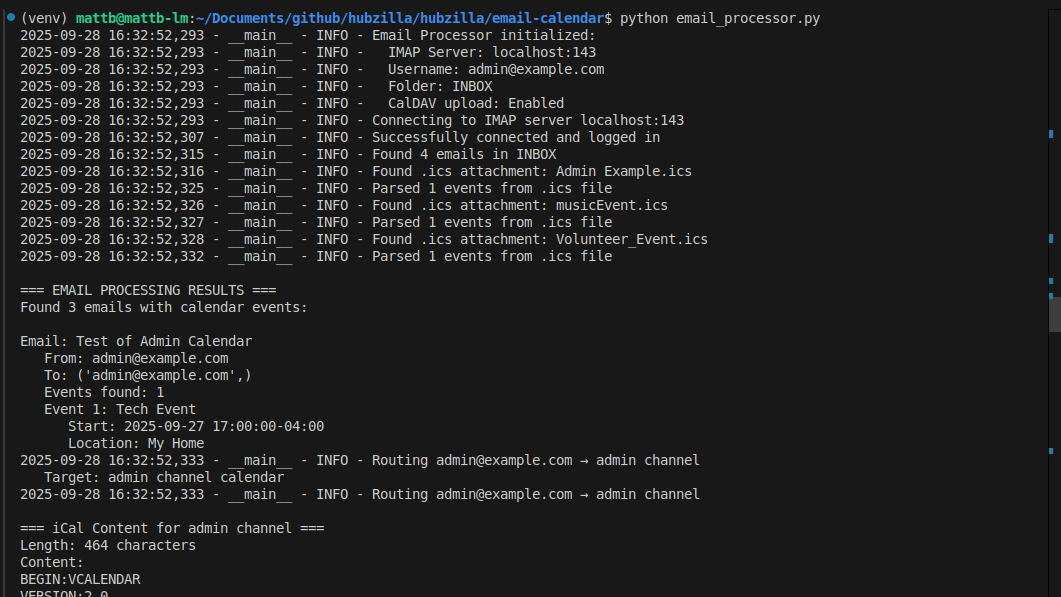 (venv) mattb@mattb-lm:~/Documents/github/hubzilla/hubzilla/email-calendar$ python email_processor.py
2025-09-28 16:32:52,293 - __main__ - INFO - Email Processor initialized:
2025-09-28 16:32:52,293 - __main__ - INFO -   IMAP Server: localhost:143
2025-09-28 16:32:52,293 - __main__ - INFO -   Username: admin@example.com
2025-09-28 16:32:52,293 - __main__ - INFO -   Folder: INBOX
2025-09-28 16:32:52,293 - __main__ - INFO -   CalDAV upload: Enabled
2025-09-28 16:32:52,293 - __main__ - INFO - Connecting to IMAP server localhost:143
2025-09-28 16:32:52,307 - __main__ - INFO - Successfully connected and logged in
2025-09-28 16:32:52,315 - __main__ - INFO - Found 4 emails in INBOX
2025-09-28 16:32:52,316 - __main__ - INFO - Found .ics attachment: Admin Example.ics
2025-09-28 16:32:52,325 - __main__ - INFO - Parsed 1 events from .ics file
2025-09-28 16:32:52,326 - __main__ - INFO - Found .ics attachment: musicEvent.ics
2025-09-28 16:32:52,327 - __main__ - INFO - Parsed 1 events from .ics file
2025-09-28 16:32:52,328 - __main__ - INFO - Found .ics attachment: Volunteer_Event.ics
2025-09-28 16:32:52,332 - __main__ - INFO - Parsed 1 events from .ics file

=== EMAIL PROCESSING RESULTS ===
Found 3 emails with calendar events:

Email: Test of Admin Calendar
   From: admin@example.com
   To: ('admin@example.com',)
   Events found: 1
   Event 1: Tech Event
      Start: 2025-09-27 17:00:00-04:00
      Location: My Home
2025-09-28 16:32:52,333 - __main__ - INFO - Routing admin@example.com → admin channel
   Target: admin channel calendar
2025-09-28 16:32:52,333 - __main__ - INFO - Routing admin@example.com → admin channel

=== iCal Content for admin channel ===
Length: 464 characters
Content:
BEGIN:VCALENDAR
VERSION:2.0